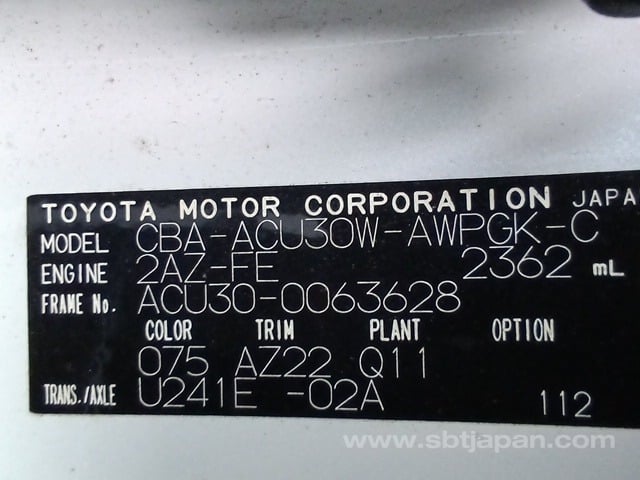 TOYOTA MOTOR CORPORATION JAPA
MODEL CBA-ACU30W-AWPGK-C
ENGINE 2AZ-FE 2362 mL
FRAME No. ACU30-0063628
COLOR TRIM PLANT OPTION
075 AZ22 Q11
TRANS./AXLE U241E -02A 112
www.sbtjapan.com